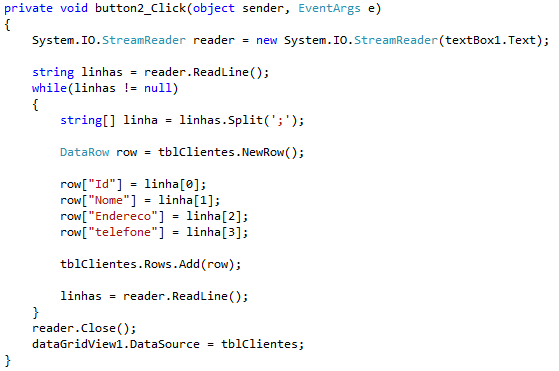 private void button2_Click(object sender, EventArgs e)
{
System.IO.StreamReader reader = new System.IO.StreamReader(textBox1.Text);
string linhas = reader.ReadLine();
while(linhas != null)
{
string[] linha = linhas.Split(';');
DataRow row = tblClientes.NewRow();
row["Id"] = linha[0];
row["Nome"] = linha[1];
row["Endereco"] = linha[2];
row["telefone"] = linha[3];
tblClientes.Rows.Add(row);
linhas = reader.ReadLine();
}
reader.Close();
dataGridView1.DataSource = tblClientes;
}